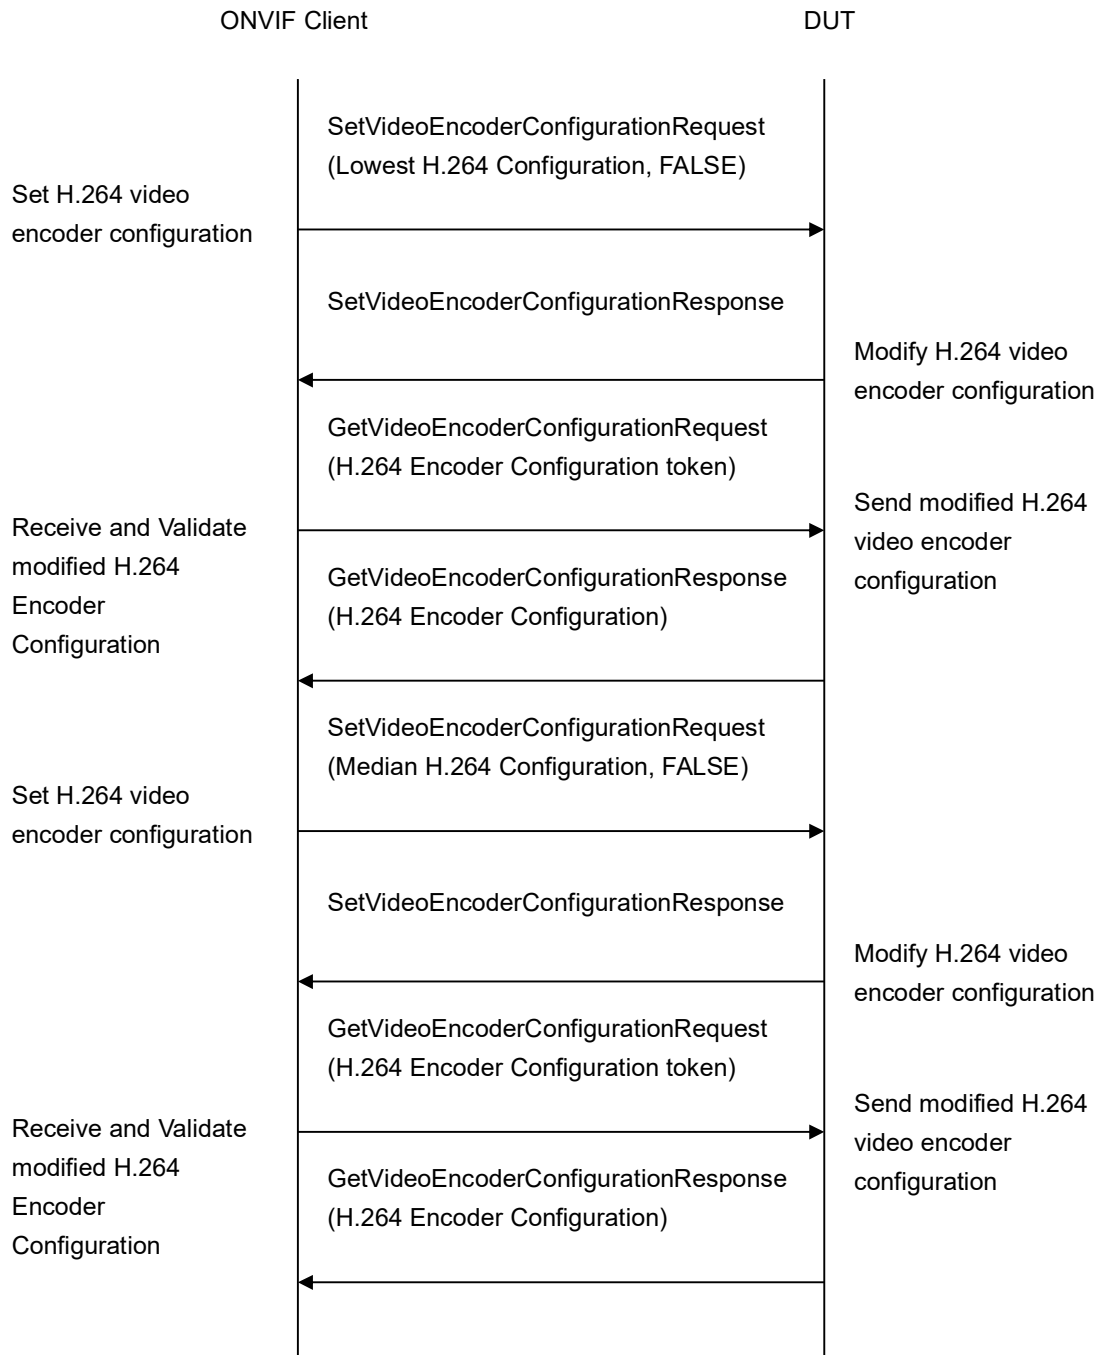 ONVIF Client
DUT
SetVideoEncoderConfigurationRequest
(Lowest H.264 Configuration, FALSE)
Set H.264 video
encoder configuration
SetVideoEncoderConfigurationResponse
Modify H.264 video
encoder configuration
GetVideoEncoderConfigurationRequest
(H.264 Encoder Configuration token)
Send modified H.264
video encoder
configuration
Receive and Validate
modified H.264
Encoder
Configuration
GetVideoEncoderConfigurationResponse
(H.264 Encoder Configuration)
SetVideoEncoderConfigurationRequest
(Median H.264 Configuration, FALSE)
Set H.264 video
encoder configuration
SetVideoEncoderConfigurationResponse
Modify H.264 video
encoder configuration
GetVideoEncoderConfigurationRequest
(H.264 Encoder Configuration token)
Send modified H.264
video encoder
configuration
Receive and Validate
modified H.264
Encoder
Configuration
GetVideoEncoderConfigurationResponse
(H.264 Encoder Configuration)